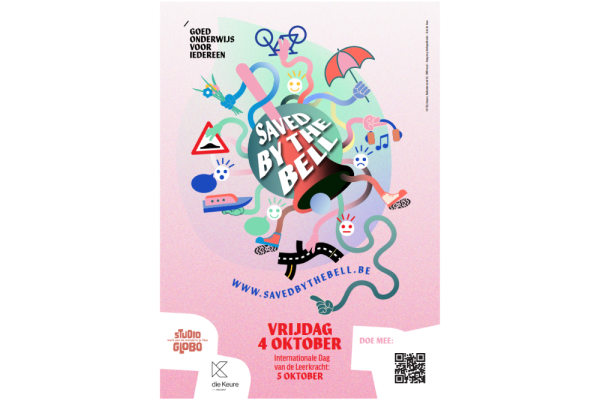 GOED
ONDERWIJS
VOOR
IEDEREEN
SAVED
BY THE
BELL
WWW.SAVEDBYTHEBELL.BE
VRIJDAG
4 OKTOBER
Internationale Dag
van de Leerkracht:
5 OKTOBER
DOE MEE:
STUDIO
GLOBO
die Keure